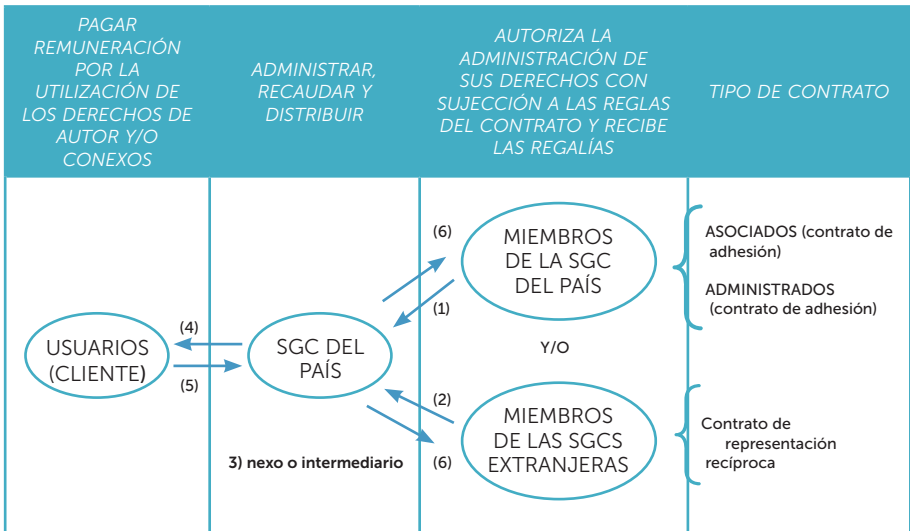 PAGAR
REMUNERACIÓN
POR LA
UTILIZACIÓN DE
LOS DERECHOS DE
AUTOR Y/O
CONEXOS
ADMINISTRAR,
RECAUDAR Y
DISTRIBUIR
AUTORIZA LA
ADMINISTRACIÓN DE
SUS DERECHOS CON
SUJECCIÓN A LAS REGLAS
DEL CONTRATO Y RECIBE
LAS REGALÍAS
TIPO DE CONTRATO
USUARIOS
(CLIENTE)
(4)
(5)
SGC DEL
PAÍS
3) nexo o intermediario
(6)
(1)
MIEMBROS
DE LA SGC
DEL PAÍS
Y/O
(2)
(6)
MIEMBROS
DE LAS SGCS
EXTRANJERAS
ASOCIADOS (contrato de
adhesión)
ADMINISTRADOS
(contrato de adhesión)
Contrato de
representación
recíproca